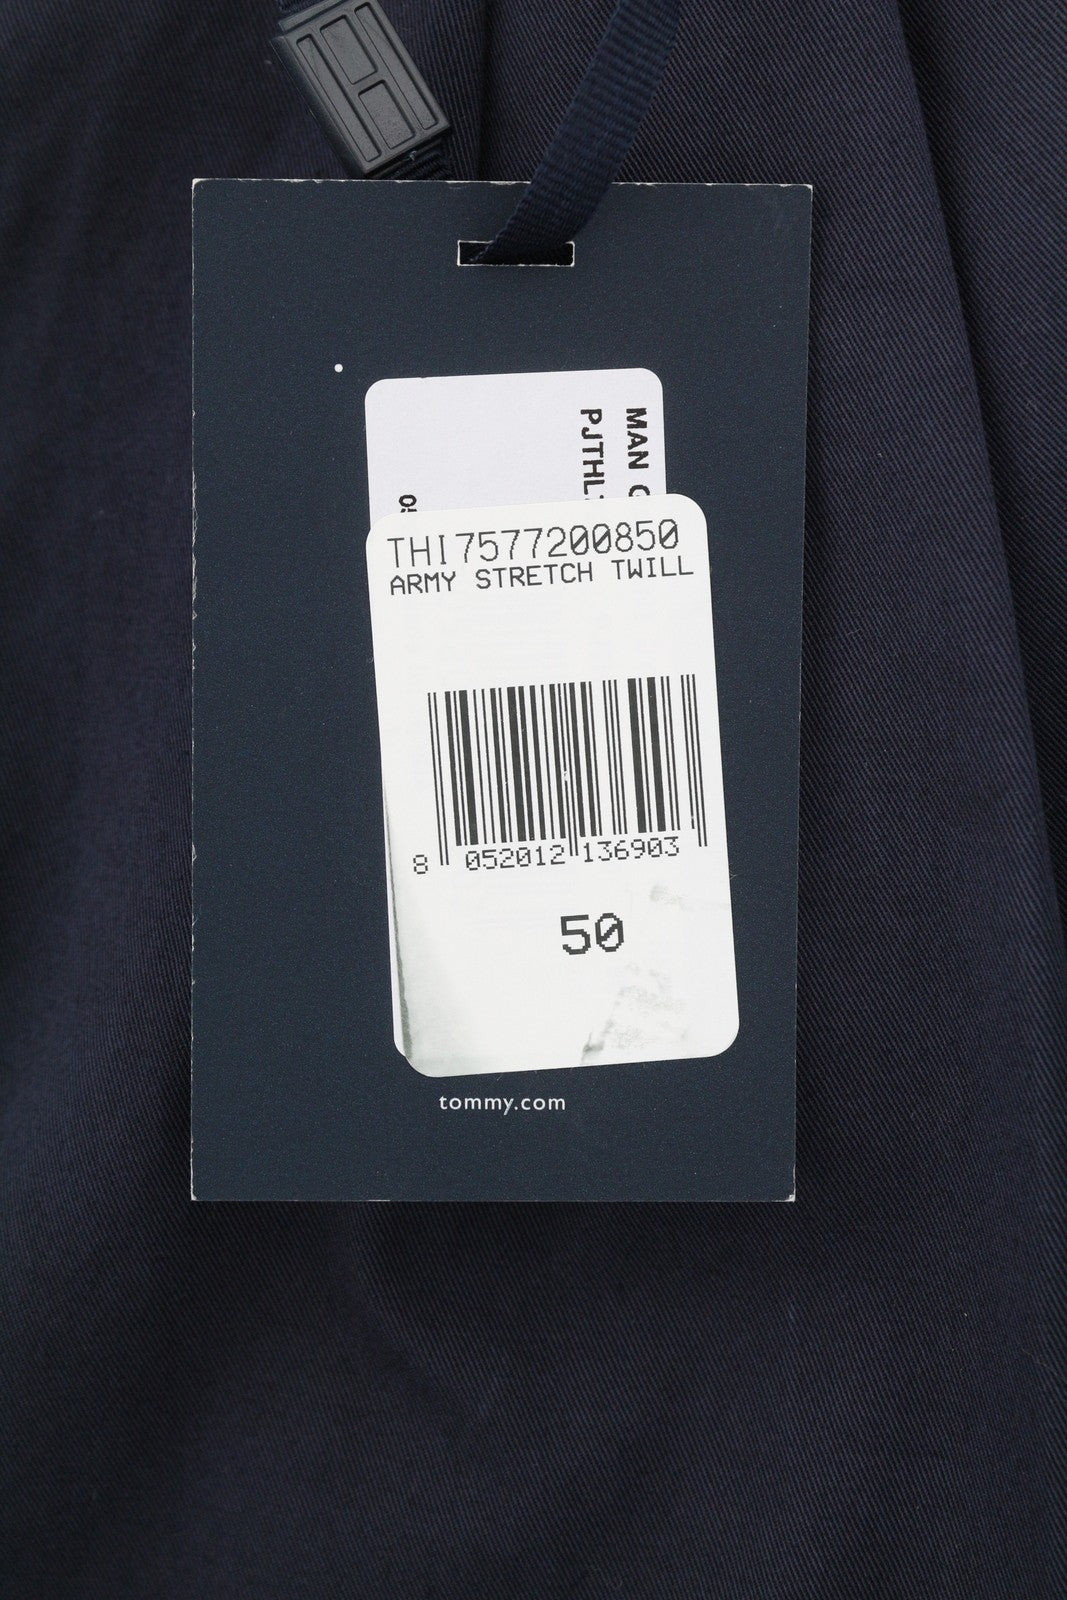 MAN
PJTHL
THI7577200850
ARMY STRETCH TWILL
8 052012 136903
50
tommy.com